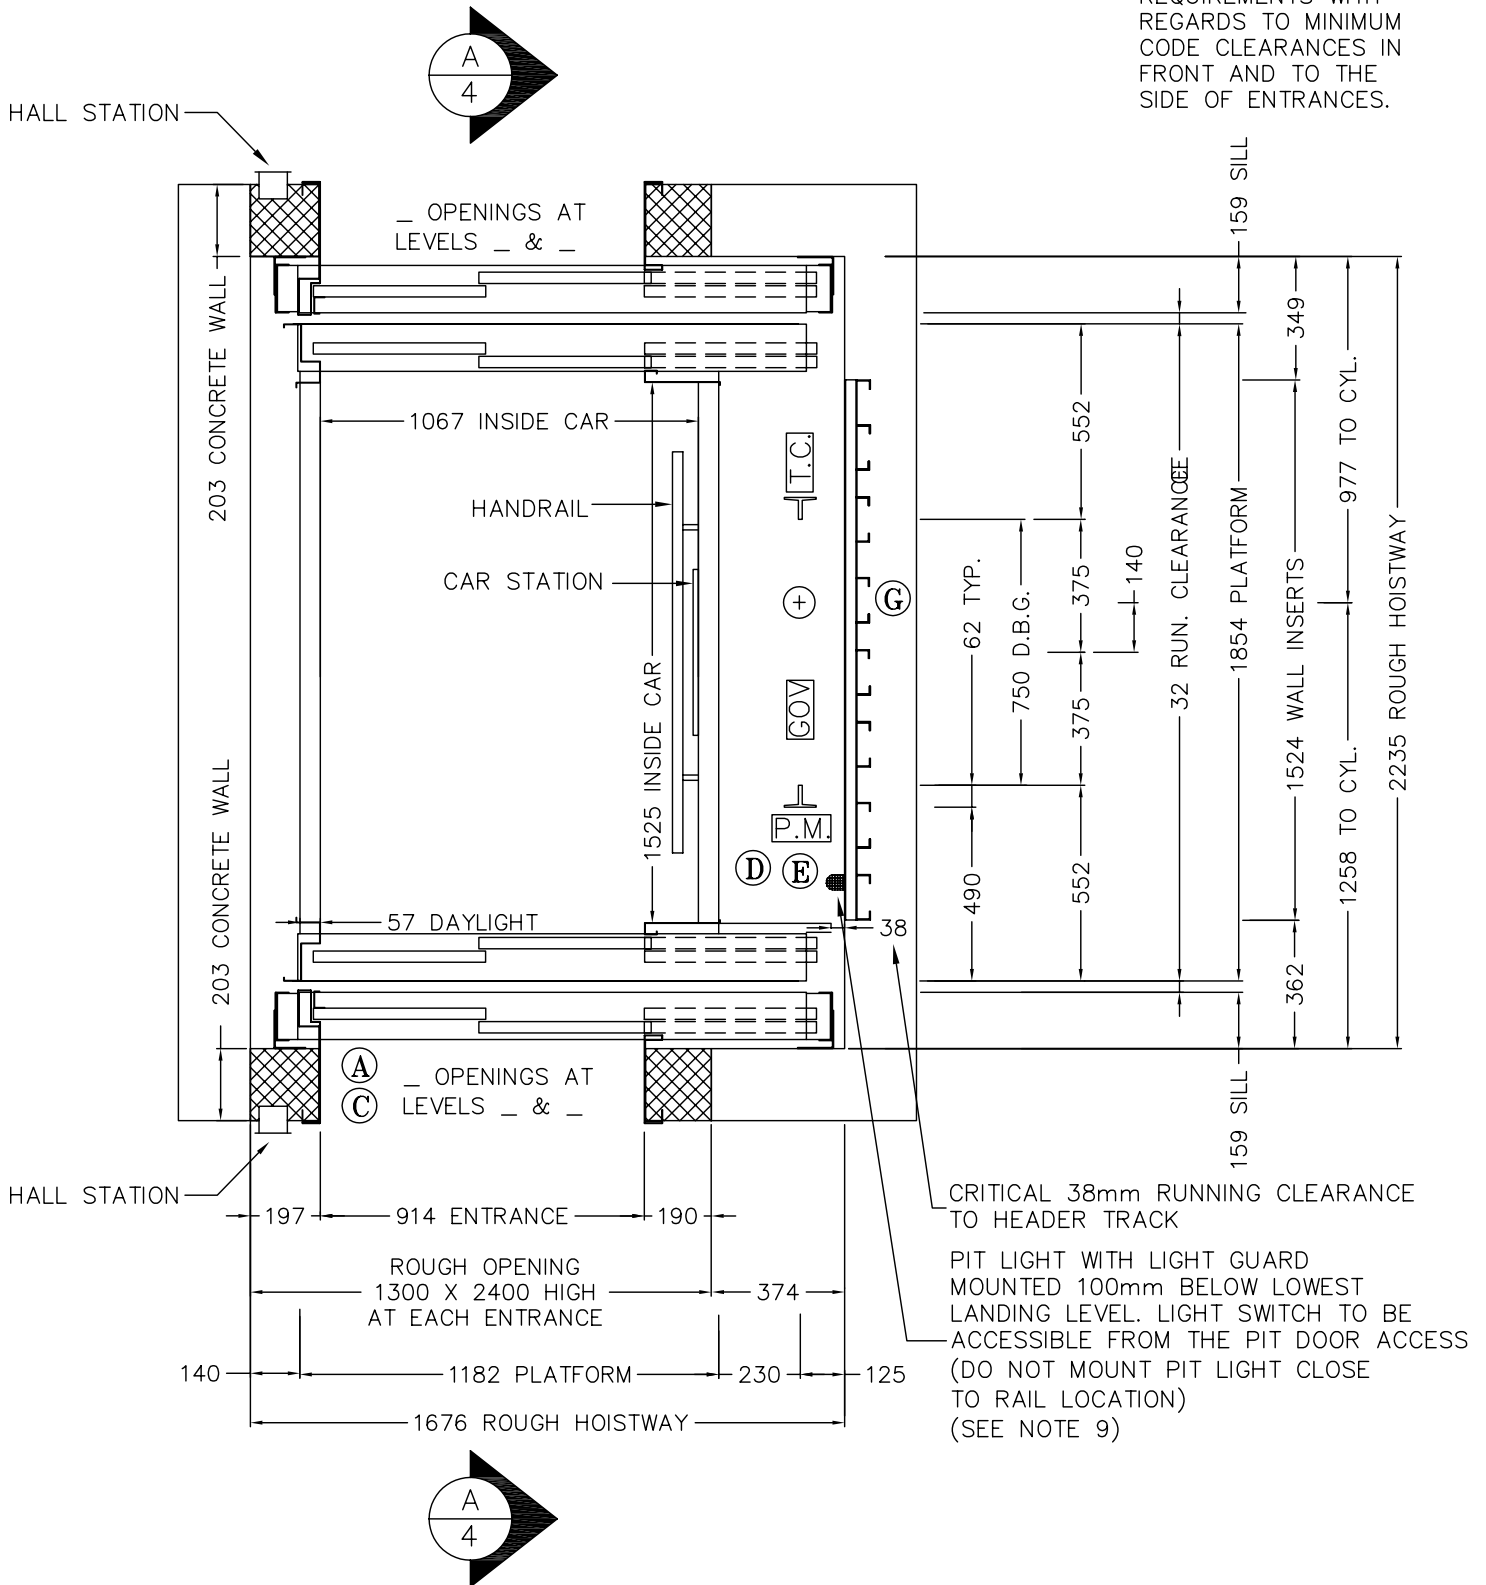 REQUIREMENTS WITH
REGARDS TO MINIMUM
CODE CLEARANCES IN
FRONT AND TO THE
SIDE OF ENTRANCES.
A
4
HALL STATION
_ OPENINGS AT
LEVELS _ & _
159 SILL
203 CONCRETE WALL
349
977 TO CYL.
1067 INSIDE CAR
552
T.C.
HANDRAIL
32 RUN. CLEARANCE
1854 PLATFORM
1524 WALL INSERTS
2235 ROUGH HOISTWAY
CAR STATION
62 TYP.
750 D.B.G.
375
140
G
GOV
375
1525 INSIDE CAR
203 CONCRETE WALL
P.M.
D
E
490
552
1258 TO CYL.
57 DAYLIGHT
38
362
A
C
_ OPENINGS AT
LEVELS _ & _
159 SILL
HALL STATION
197
914 ENTRANCE
190
CRITICAL 38mm RUNNING CLEARANCE
TO HEADER TRACK
ROUGH OPENING
1300 X 2400 HIGH
AT EACH ENTRANCE
374
PIT LIGHT WITH LIGHT GUARD
MOUNTED 100mm BELOW LOWEST
LANDING LEVEL. LIGHT SWITCH TO BE
ACCESSIBLE FROM THE PIT DOOR ACCESS
(DO NOT MOUNT PIT LIGHT CLOSE
TO RAIL LOCATION)
(SEE NOTE 9)
140
1182 PLATFORM
230
125
1676 ROUGH HOISTWAY
A
4